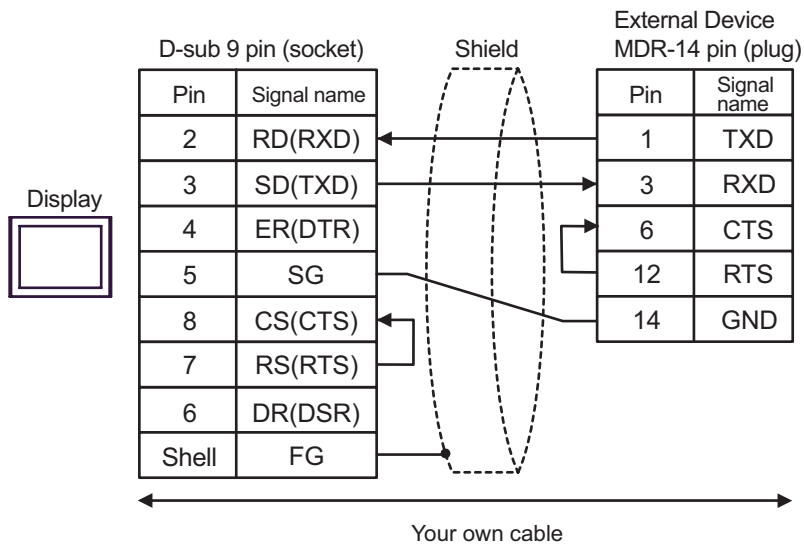 External Device
D-sub 9 pin (socket) Shield MDR-14 pin (plug)
Pin Signal name Pin Signal
name
2 RD(RXD) 1 TXD
3 SD(TXD) 3 RXD
Display
4 ER(DTR) 6 CTS
5 SG 12 RTS
8 CS(CTS) 14 GND
7 RS(RTS)
6 DR(DSR)
Shell FG
Your own cable